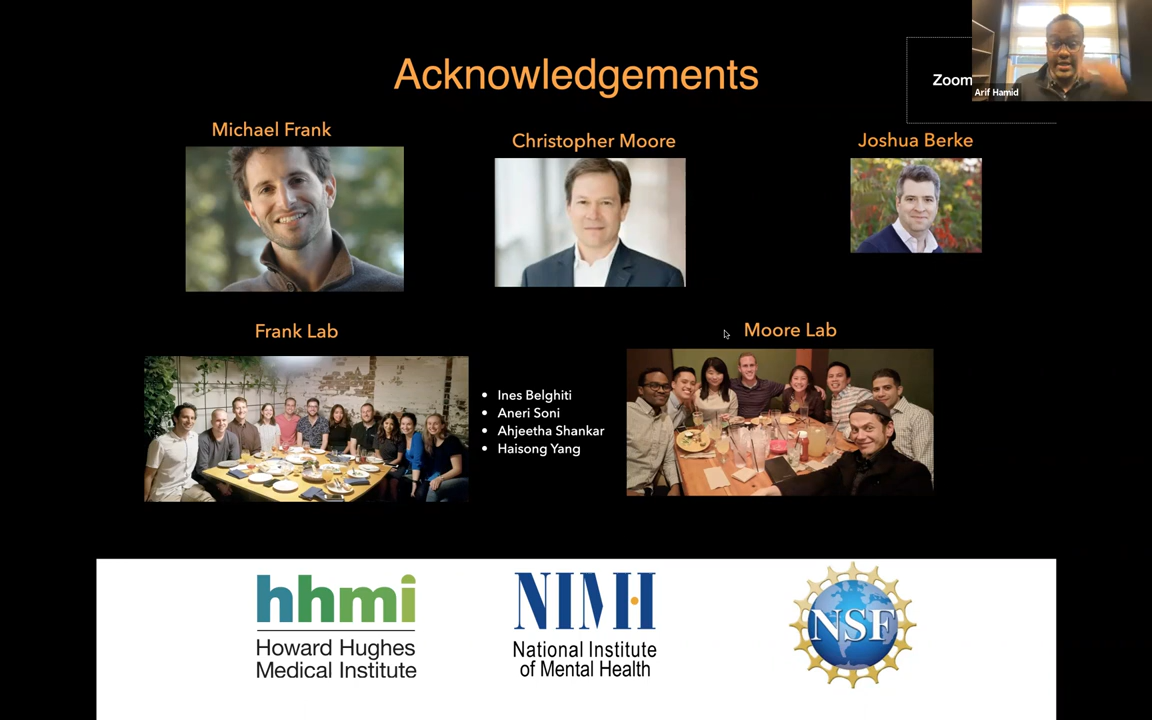 Acknowledgements
Zoom
Arif Hamid
Michael Frank
Christopher Moore
Joshua Berke
Frank Lab
Moore Lab
• Ines Belghiti
• Aneri Soni
• Ahjeetha Shankar
• Haisong Yang
hhmi
Howard Hughes
Medical Institute
NIMH
National Institute
of Mental Health
NSF